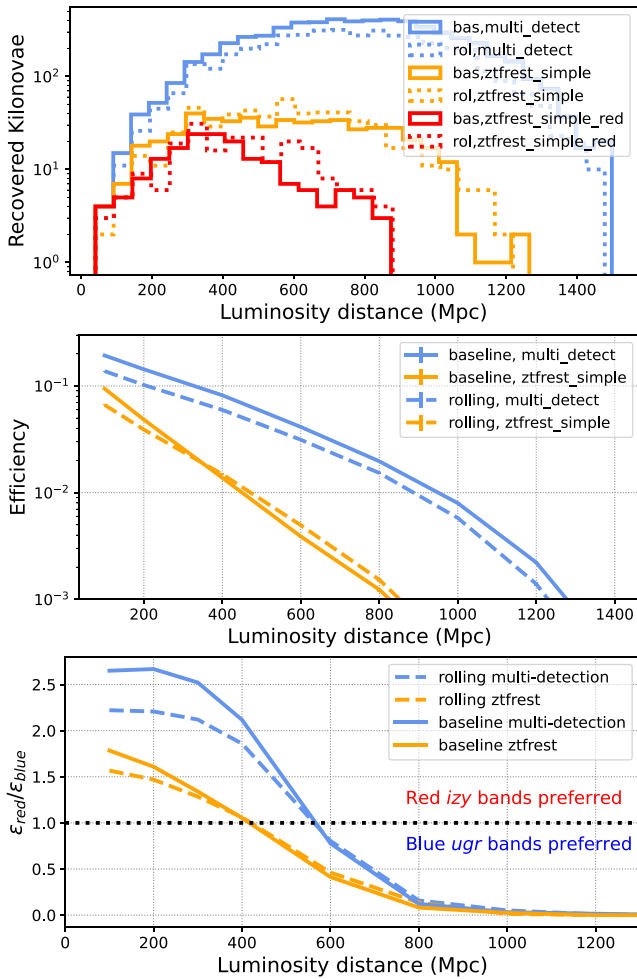 10²
10¹
10⁰
Recovered Kilonovae
bas,multi_detect
rol,multi_detect
bas,ztfrest_simple
rol,ztfrest_simple
bas,ztfrest_simple_red
rol,ztfrest_simple_red
0 200 400 600 800 1000 1200 1400
Luminosity distance (Mpc)
10⁻¹
10⁻²
10⁻³
Efficiency
baseline, multi_detect
baseline, ztfrest_simple
rolling, multi_detect
rolling, ztfrest_simple
200 400 600 800 1000 1200 1400
Luminosity distance (Mpc)
2.5
2.0
1.5
1.0
0.5
0.0
ε_red/ε_blue
rolling multi-detection
rolling ztfrest
baseline multi-detection
baseline ztfrest
Red izy bands preferred
Blue ugr bands preferred
0 200 400 600 800 1000 1200
Luminosity distance (Mpc)